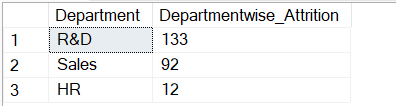 Department Departmentwise_Attrition
1 R&D 133
2 Sales 92
3 HR 12